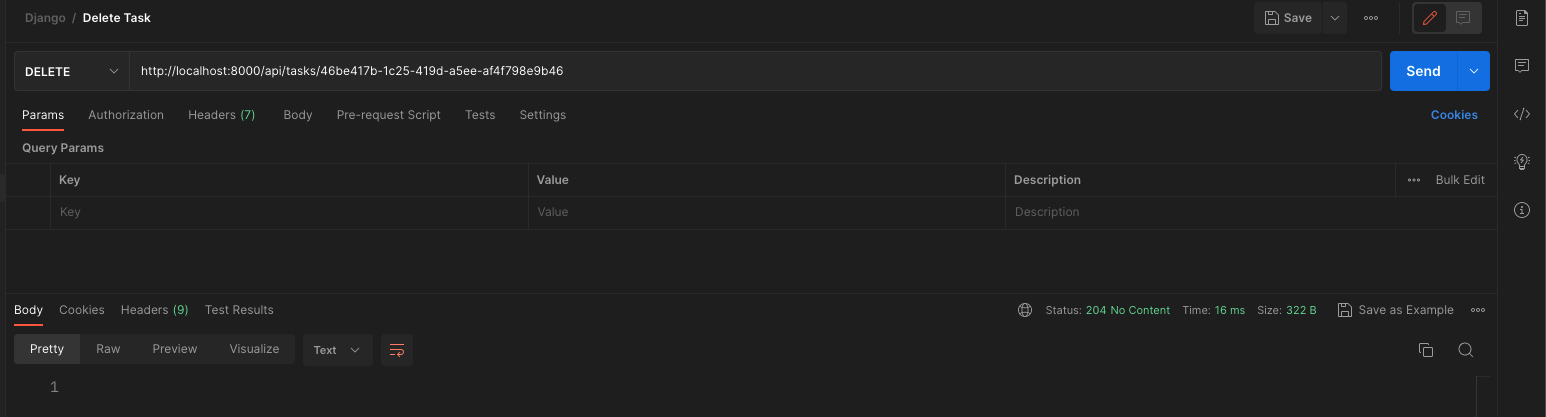 Django / Delete Task
Save
DELETE http://localhost:8000/api/tasks/46be417b-1c25-419d-a5ee-af4f798e9b46 Send
Params Authorization Headers (7) Body Pre-request Script Tests Settings Cookies
Query Params
Key Value Description Bulk Edit
Key Value Description
Body Cookies Headers (9) Test Results Status: 204 No Content Time: 16 ms Size: 322 B Save as Example
Pretty Raw Preview Visualize Text
1